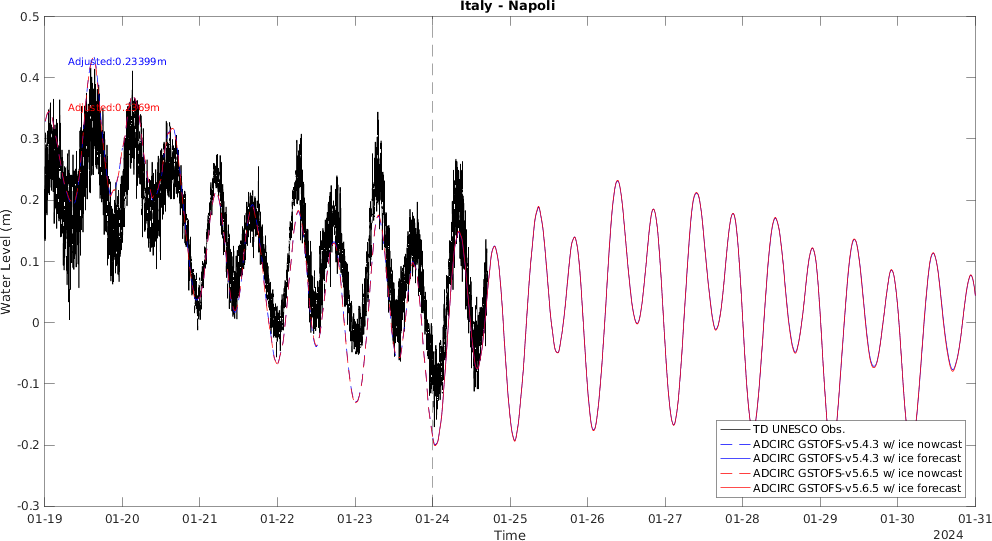 Italy - Napoli
0.5
0.4
0.3
0.2
0.1
0
-0.1
-0.2
-0.3
Water Level (m)
Adjusted:0.23399m
TD UNESCO Obs.
ADCIRC GSTOFS-v5.4.3 w/ ice nowcast
ADCIRC GSTOFS-v5.4.3 w/ ice forecast
ADCIRC GSTOFS-v5.6.5 w/ ice nowcast
ADCIRC GSTOFS-v5.6.5 w/ ice forecast
01-19 01-20 01-21 01-22 01-23 01-24 01-25 01-26 01-27 01-28 01-29 01-30 01-31
Time
2024